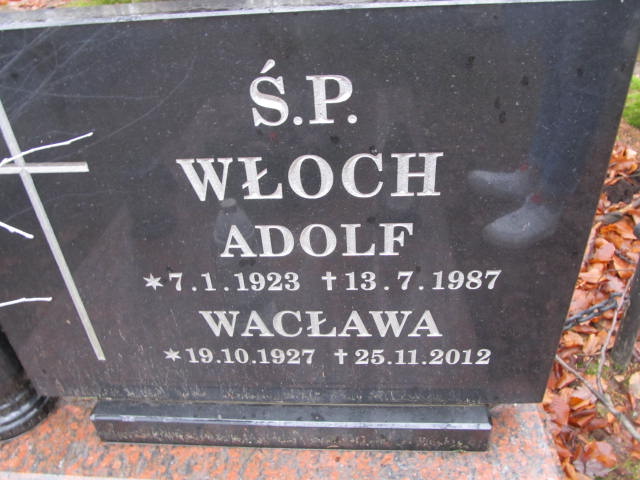 Ś.P.
WŁOCH
ADOLF
*7.1.1923 †13.7.1987
WACŁAWA
*19.10.1927 †25.11.2012